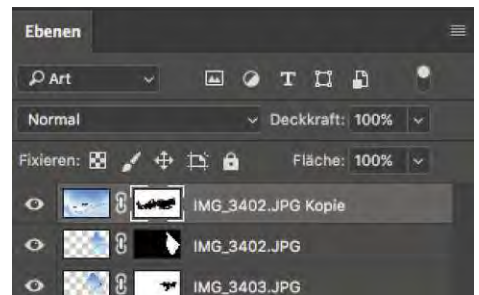 Ebenen
Art
Normal Deckkraft: 100%
Fixieren: Fläche: 100%
IMG_3402.JPG Kopie
IMG_3402.JPG
IMG_3403.JPG